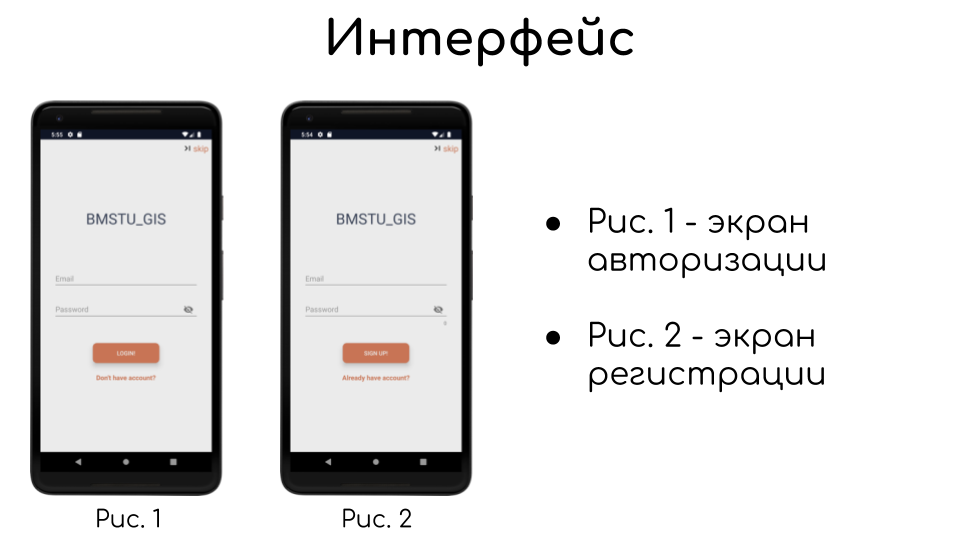 Интерфейс
5:55
skip
BMSTU_GIS
Email
Password
LOGIN!
Don't have account?
Рис. 1
5:54
skip
BMSTU_GIS
Email
Password
0
SIGN UP!
Already have account?
Рис. 2
● Рис. 1 - экран
авторизации
● Рис. 2 - экран
регистрации